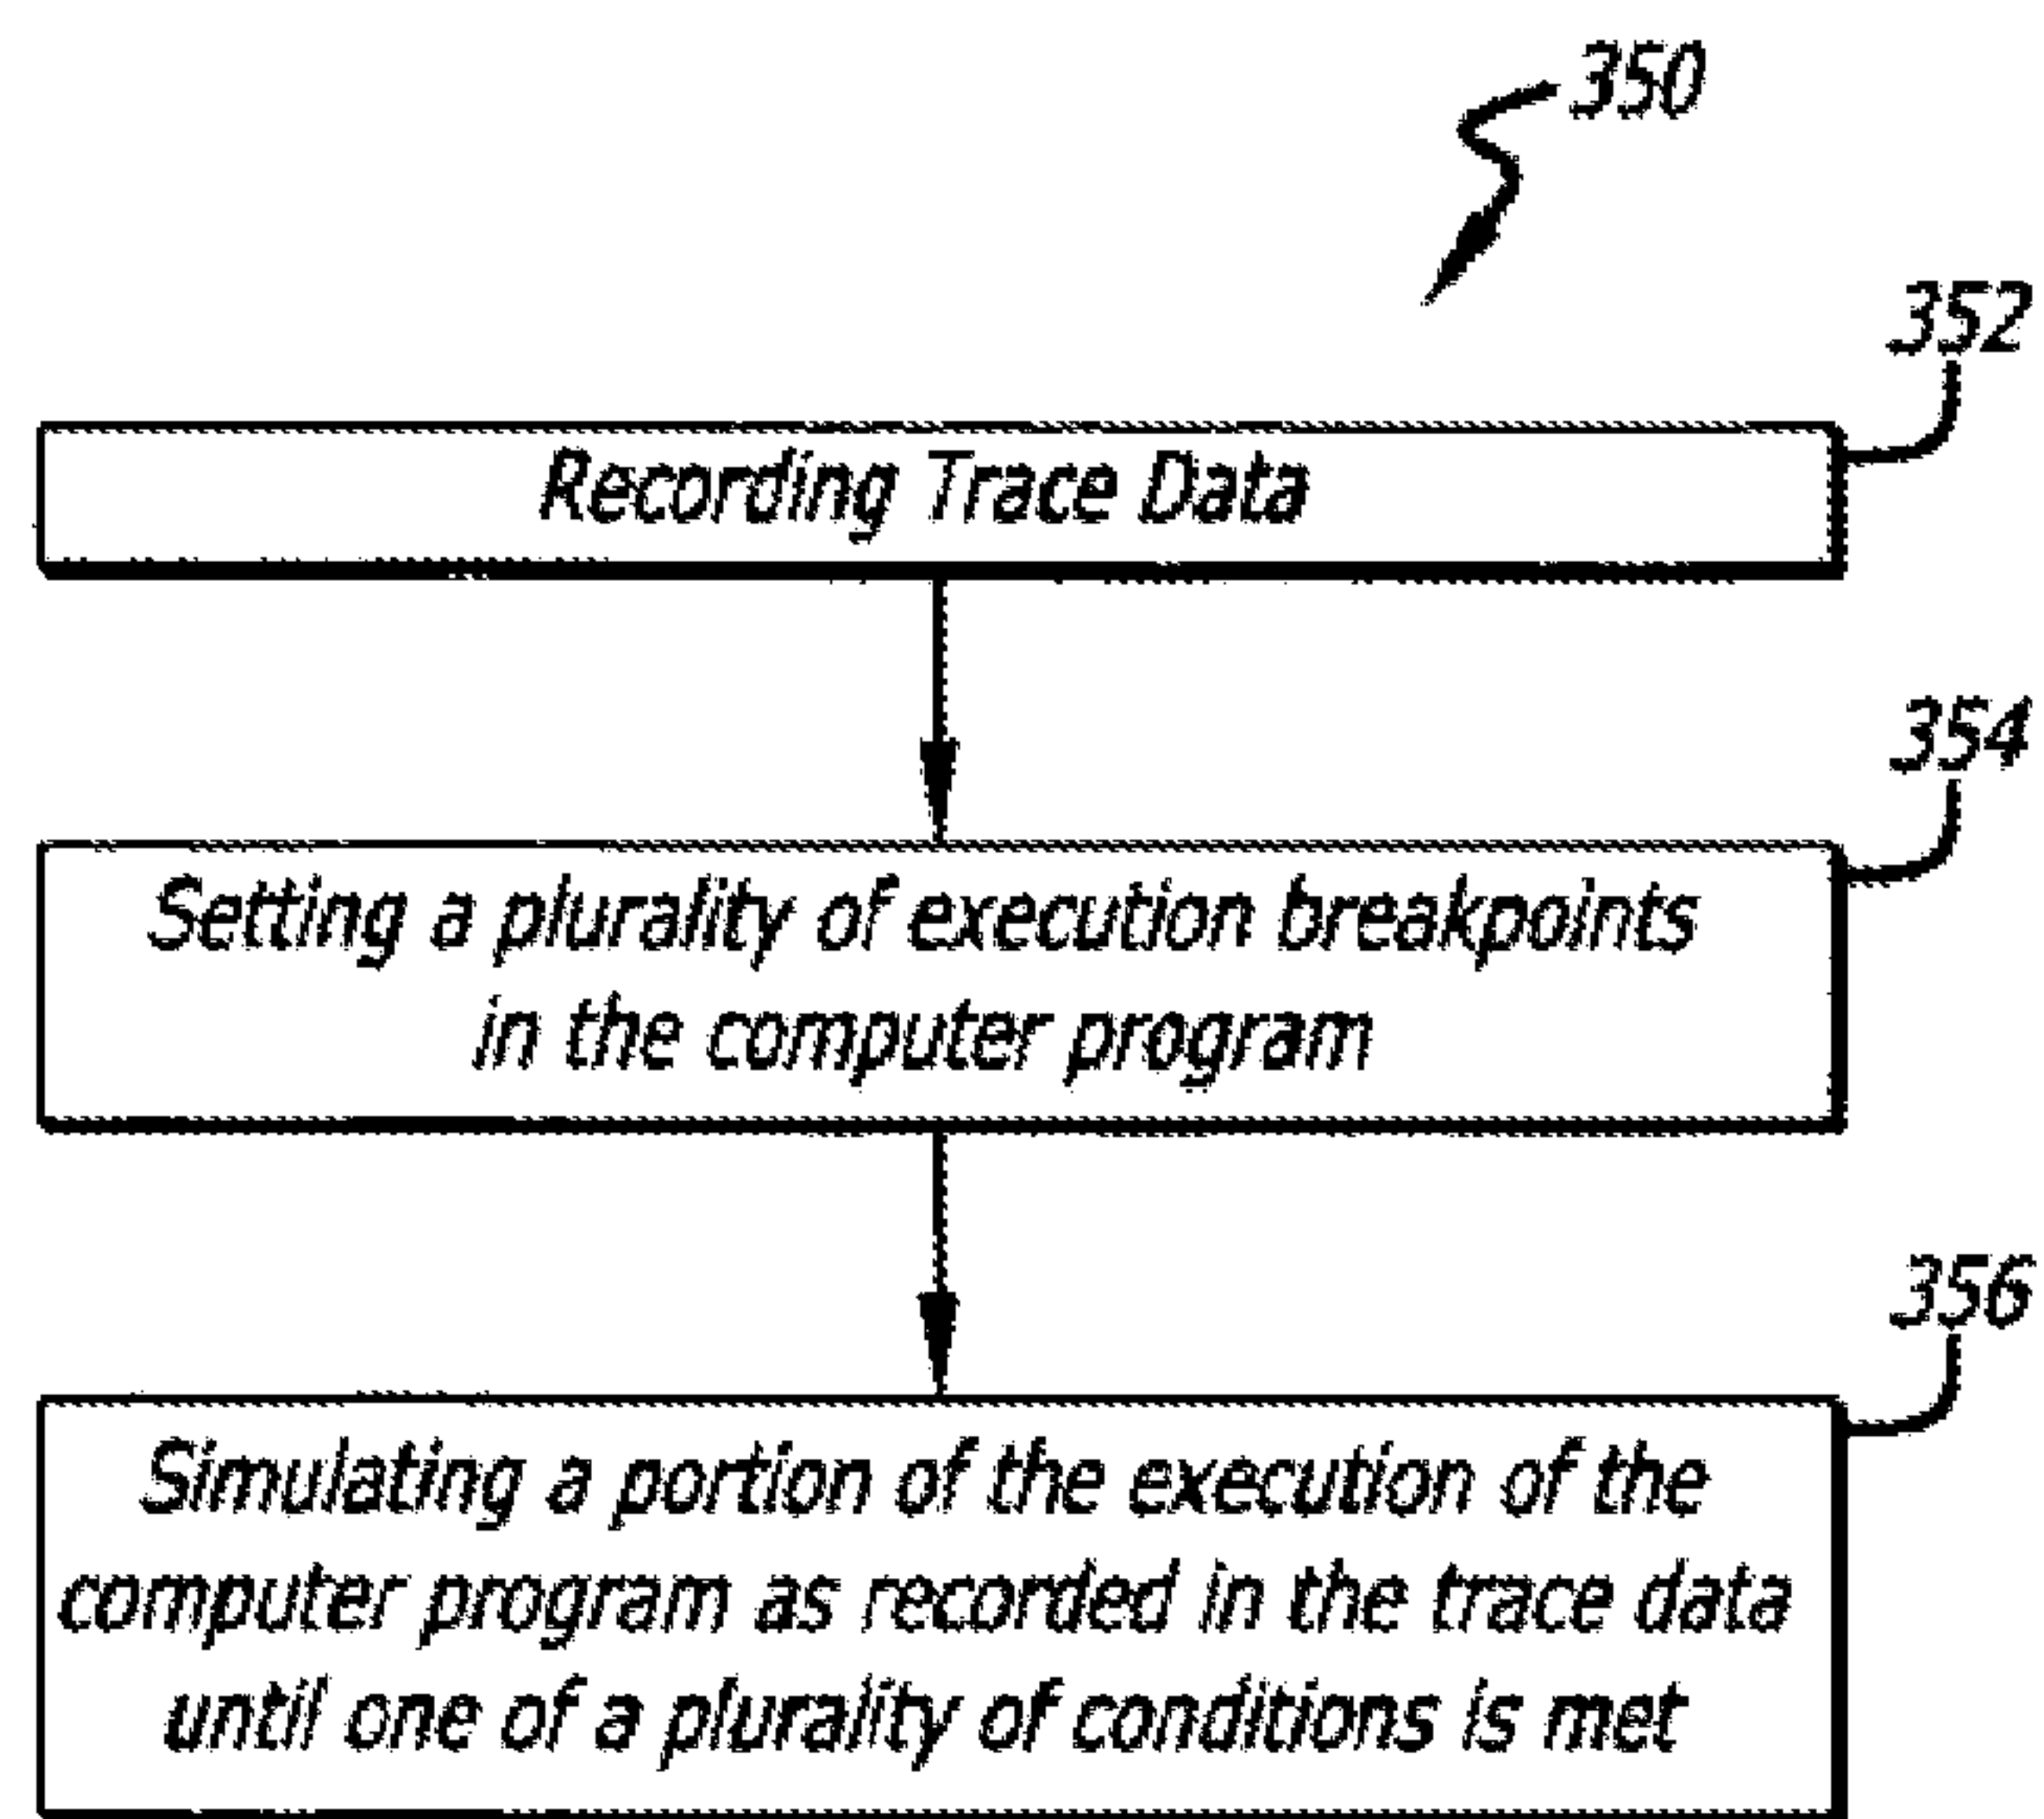 350
352
Recording Trace Data
354
Setting a plurality of execution breakpoints
in the computer program
356
Simulating a portion of the execution of the
computer program as recorded in the trace data
until one of a plurality of conditions is met